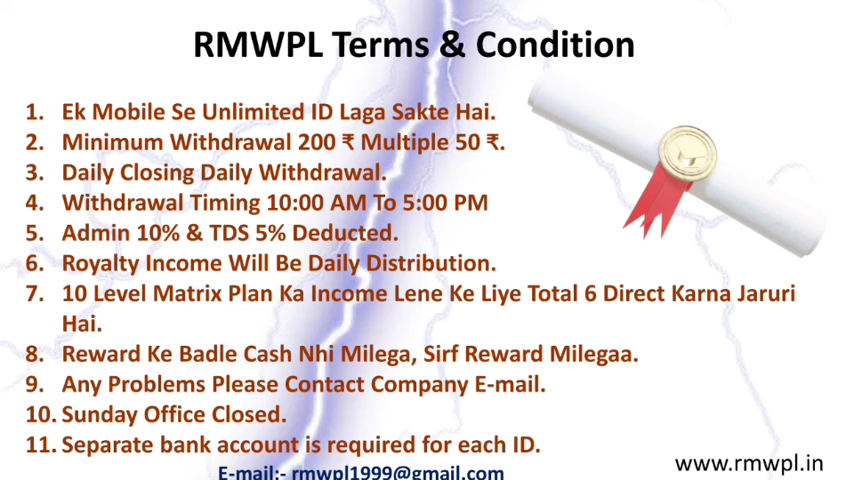 RMWPL Terms & Condition
1. Ek Mobile Se Unlimited ID Laga Sakte Hai.
2. Minimum Withdrawal 200 ₹ Multiple 50 ₹.
3. Daily Closing Daily Withdrawal.
4. Withdrawal Timing 10:00 AM To 5:00 PM
5. Admin 10% & TDS 5% Deducted.
6. Royalty Income Will Be Daily Distribution.
7. 10 Level Matrix Plan Ka Income Lene Ke Liye Total 6 Direct Karna Jaruri
Hai.
8. Reward Ke Badle Cash Nhi Milega, Sirf Reward Milegaa.
9. Any Problems Please Contact Company E-mail.
10. Sunday Office Closed.
11. Separate bank account is required for each ID.
E-mail:- rmwpl1999@gmail.com
www.rmwpl.in